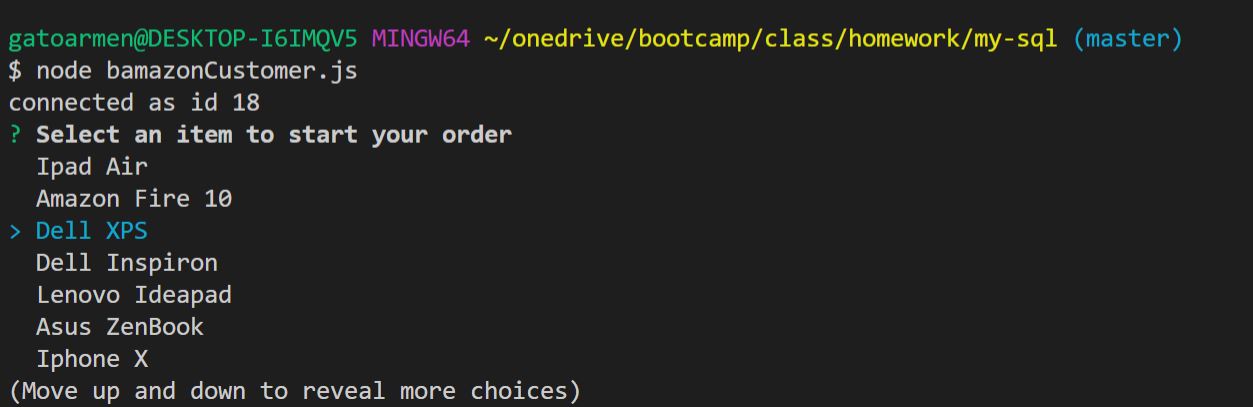 gatoarmen@DESKTOP-I6IMQV5 MINGW64 ~/onedrive/bootcamp/class/homework/my-sql (master)
$ node bamazonCustomer.js
connected as id 18
? Select an item to start your order
  Ipad Air
  Amazon Fire 10
> Dell XPS
  Dell Inspiron
  Lenovo Ideapad
  Asus ZenBook
  Iphone X
(Move up and down to reveal more choices)